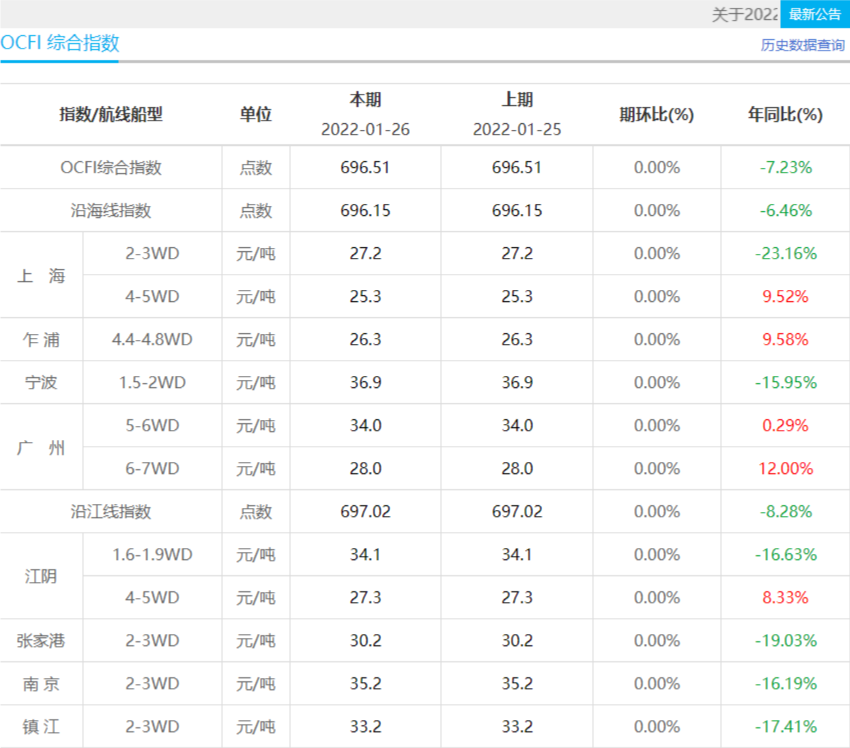 关于2022
最新公告
OCFI 综合指数
历史数据查询
指数/航线船型 单位 本期 上期 期环比(%) 年同比(%)
2022-01-26 2022-01-25
OCFI综合指数 点数 696.51 696.51 0.00% -7.23%
沿海线指数 点数 696.15 696.15 0.00% -6.46%
上 海 2-3WD 元/吨 27.2 27.2 0.00% -23.16%
4-5WD 元/吨 25.3 25.3 0.00% 9.52%
乍 浦 4.4-4.8WD 元/吨 26.3 26.3 0.00% 9.58%
宁波 1.5-2WD 元/吨 36.9 36.9 0.00% -15.95%
广 州 5-6WD 元/吨 34.0 34.0 0.00% 0.29%
6-7WD 元/吨 28.0 28.0 0.00% 12.00%
沿江线指数 点数 697.02 697.02 0.00% -8.28%
江阴 1.6-1.9WD 元/吨 34.1 34.1 0.00% -16.63%
4-5WD 元/吨 27.3 27.3 0.00% 8.33%
张家港 2-3WD 元/吨 30.2 30.2 0.00% -19.03%
南 京 2-3WD 元/吨 35.2 35.2 0.00% -16.19%
镇 江 2-3WD 元/吨 33.2 33.2 0.00% -17.41%